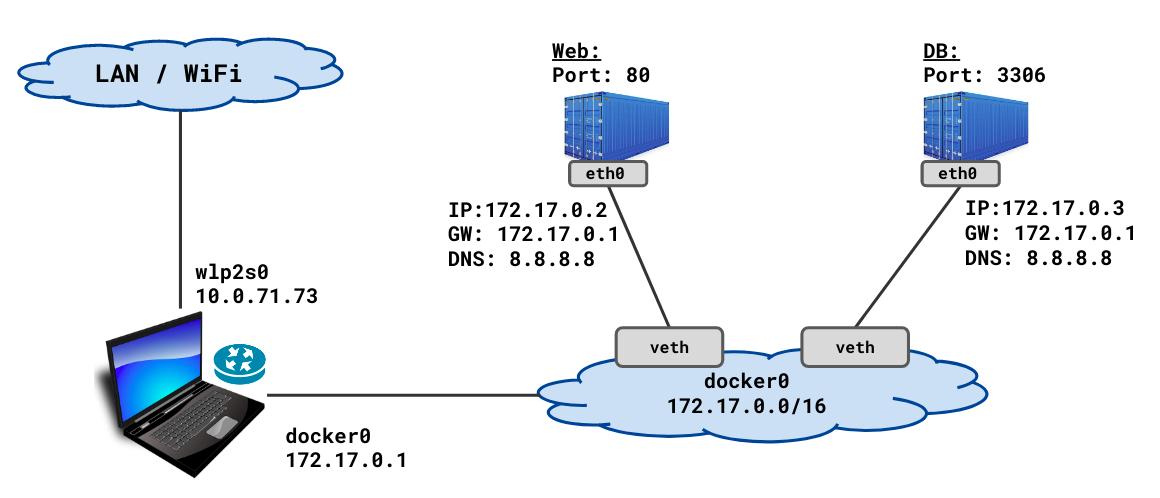 LAN / WiFi
wlp2s0
10.0.71.73
docker0
172.17.0.1
Web:
Port: 80
eth0
IP:172.17.0.2
GW: 172.17.0.1
DNS: 8.8.8.8
veth
DB:
Port: 3306
eth0
IP:172.17.0.3
GW: 172.17.0.1
DNS: 8.8.8.8
veth
docker0
172.17.0.0/16